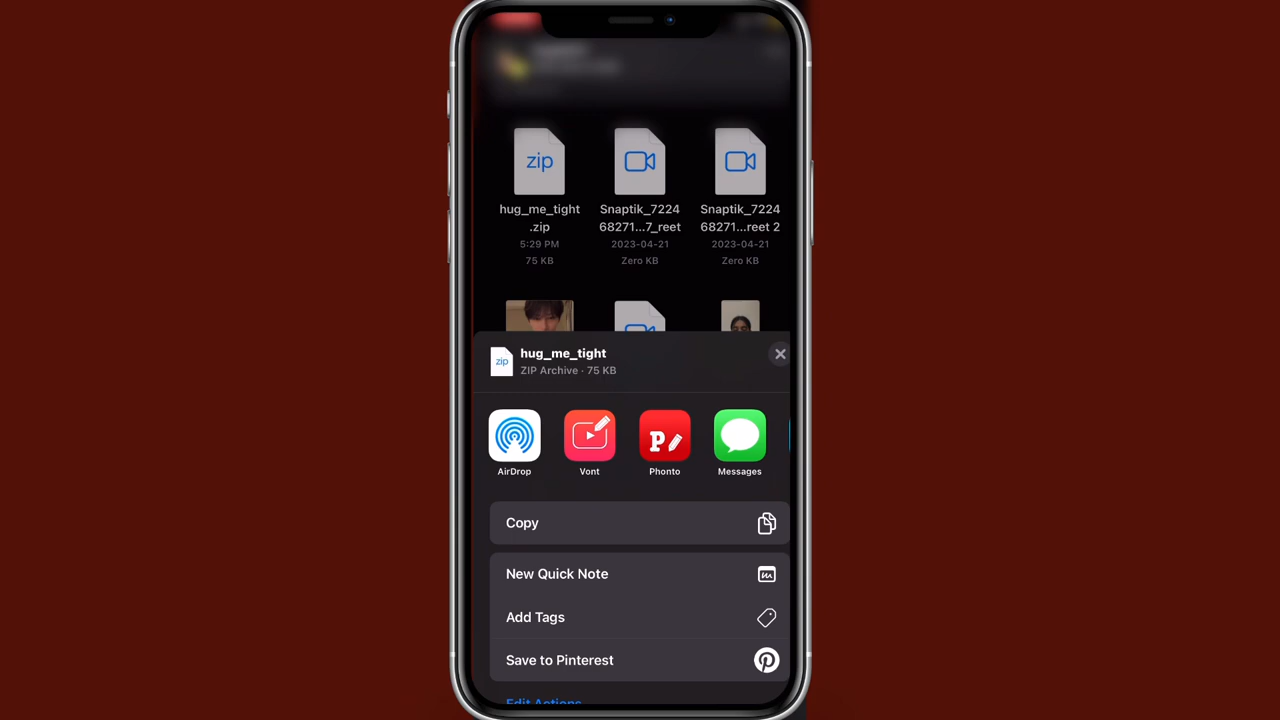 zip
hug_me_tight
.zip
5:29 PM
75 KB
Snaptik_7224
68271...7_reet
2023-04-21
Zero KB
Snaptik_7224
68271...reet 2
2023-04-21
Zero KB
zip
hug_me_tight
ZIP Archive · 75 KB
AirDrop
Vont
P
Phonto
Messages
Copy
New Quick Note
Add Tags
Save to Pinterest
Edit Actions